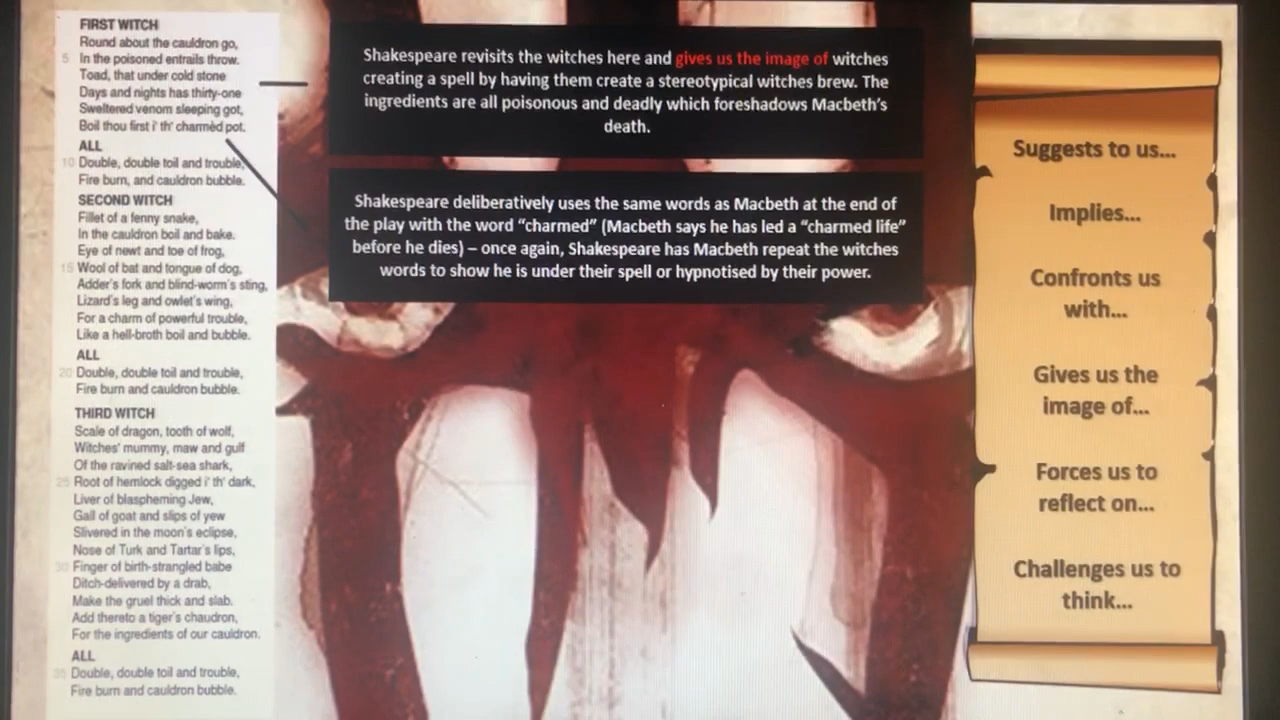 FIRST WITCH
Round about the cauldron go,
5 In the poisoned entrails throw.
Toad, that under cold stone
Days and nights has thirty-one
Sweltered venom sleeping got,
Boil thou first i' th' charmèd pot.
ALL
10 Double, double toil and trouble,
Fire burn, and cauldron bubble.
SECOND WITCH
Fillet of a fenny snake,
In the cauldron boil and bake.
Eye of newt and toe of frog,
15 Wool of bat and tongue of dog,
Adder's fork and blind-worm's sting,
Lizard's leg and owlet's wing,
For a charm of powerful trouble,
Like a hell-broth boil and bubble.
ALL
20 Double, double toil and trouble,
Fire burn and cauldron bubble.
THIRD WITCH
Scale of dragon, tooth of wolf,
Witches' mummy, maw and gulf
Of the ravined salt-sea shark,
25 Root of hemlock digged i' th' dark,
Liver of blaspheming Jew,
Gall of goat and slips of yew
Slivered in the moon's eclipse,
Nose of Turk and Tartar's lips,
30 Finger of birth-strangled babe
Ditch-delivered by a drab,
Make the gruel thick and slab.
Add thereto a tiger's chaudron,
For the ingredients of our cauldron.
ALL
35 Double, double toil and trouble,
Fire burn and cauldron bubble.
Shakespeare revisits the witches here and gives us the image of witches
creating a spell by having them create a stereotypical witches brew. The
ingredients are all poisonous and deadly which foreshadows Macbeth's
death.
Shakespeare deliberatively uses the same words as Macbeth at the end of
the play with the word “charmed” (Macbeth says he has led a “charmed life”
before he dies) – once again, Shakespeare has Macbeth repeat the witches
words to show he is under their spell or hypnotised by their power.
Suggests to us...
Implies...
Confronts us
with...
Gives us the
image of...
Forces us to
reflect on...
Challenges us to
think...